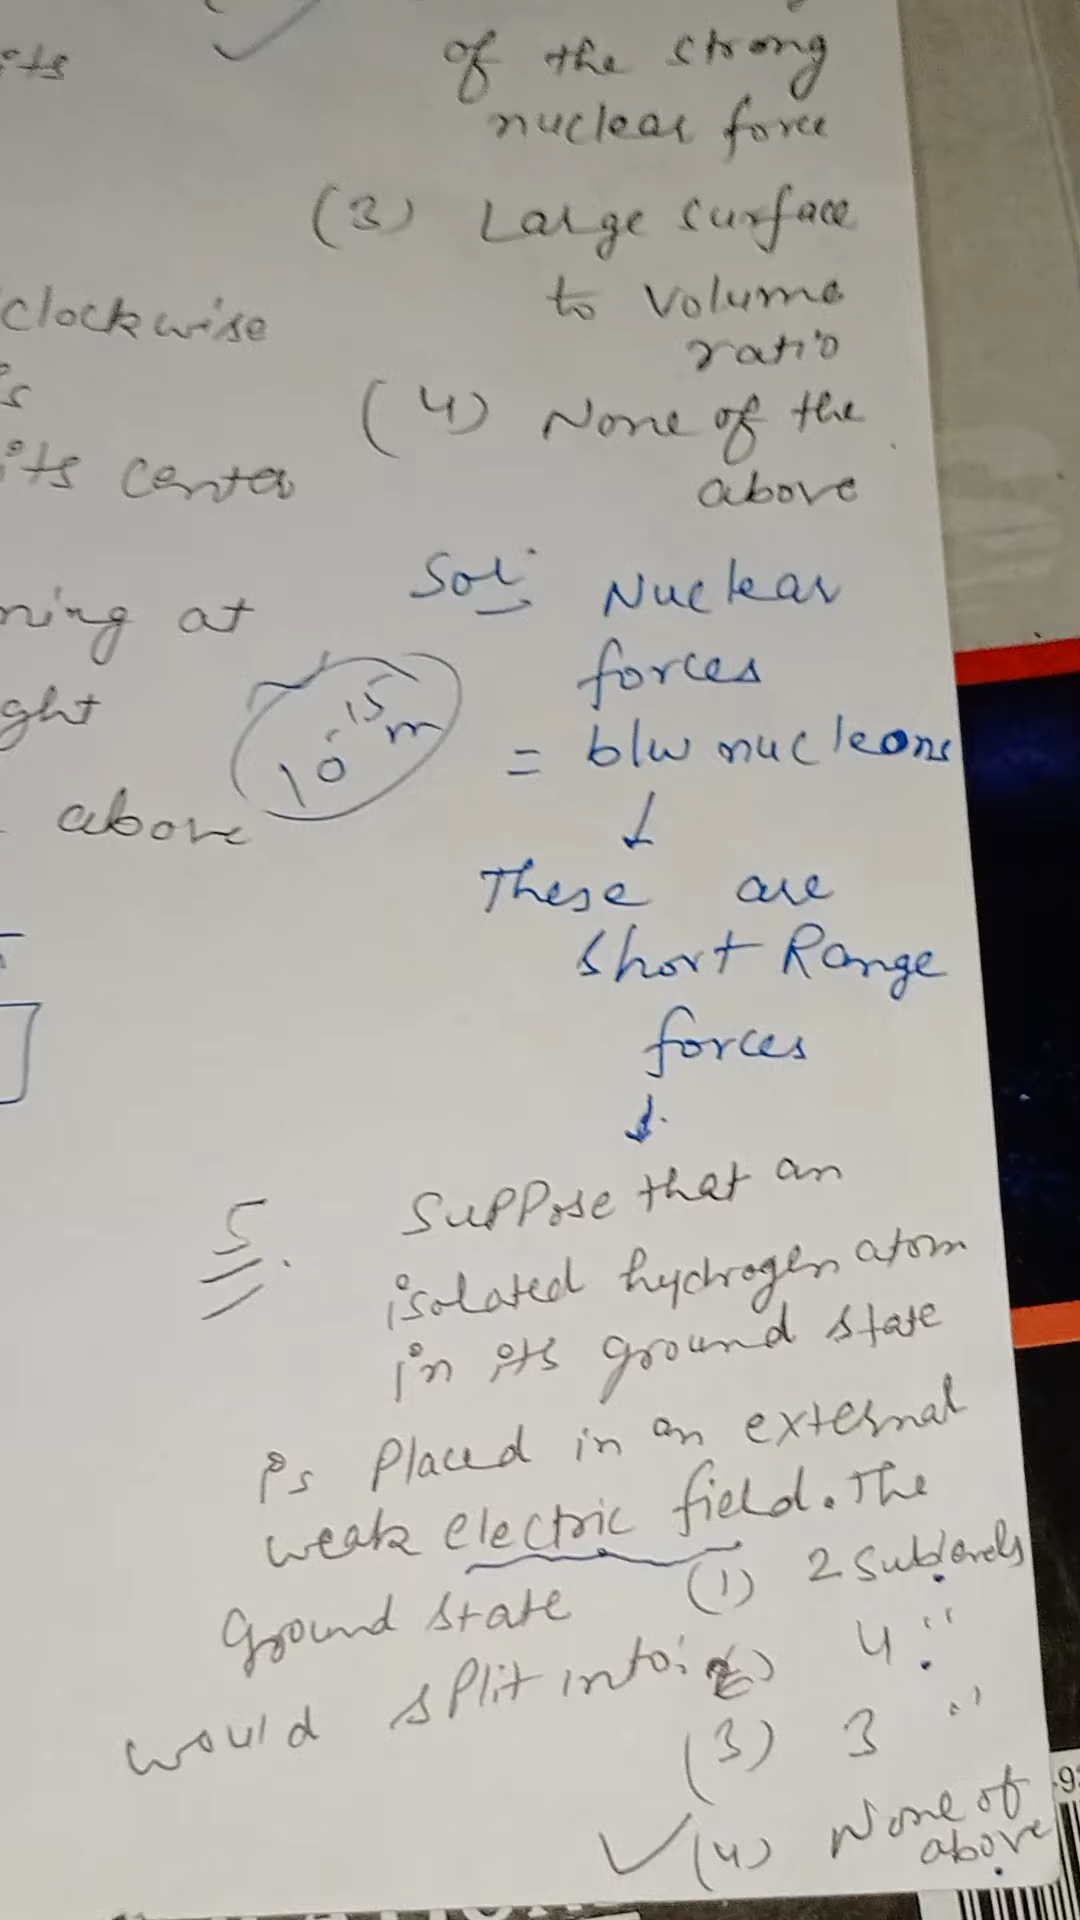 its
clockwise
its center
ning at
ght
above
of the strong
nuclear force
(3) Large surface
to volume
ratio
(4) None of the
above
Sol: Nuclear
forces
10^-15 m
= b/w nucleons
↓
These are
short Range
forces
↓
5. Suppose that an
isolated hydrogen atom
in its ground state
is placed in an external
weak electric field. The
ground state
would split into:
(1) 2 sublevels
(2) 4 "
(3) 3 "
(4) None of
above